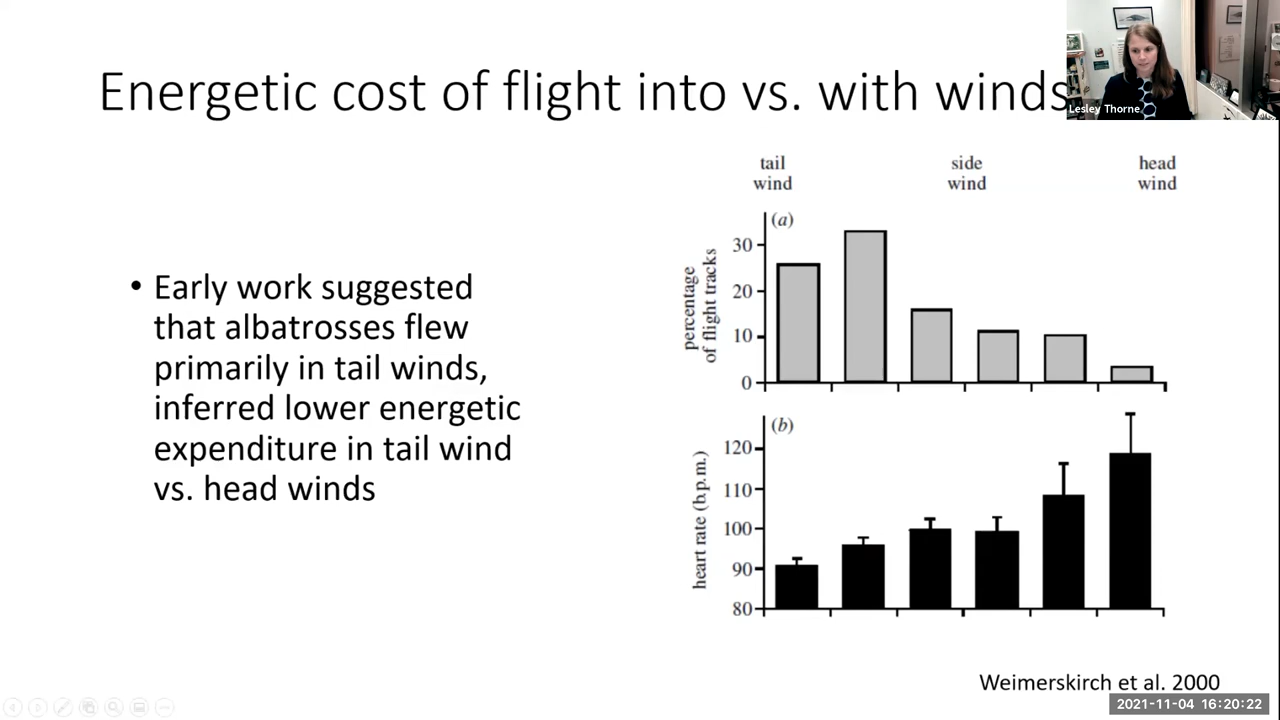 Energetic cost of flight into vs. with winds
Lesley Thorne
• Early work suggested
that albatrosses flew
primarily in tail winds,
inferred lower energetic
expenditure in tail wind
vs. head winds
tail
wind
side
wind
head
wind
(a)
percentage
of flight tracks
30
20
10
0
(b)
heart rate (b.p.m.)
120
110
100
90
80
Weimerskirch et al. 2000
2021-11-04 16:20:22